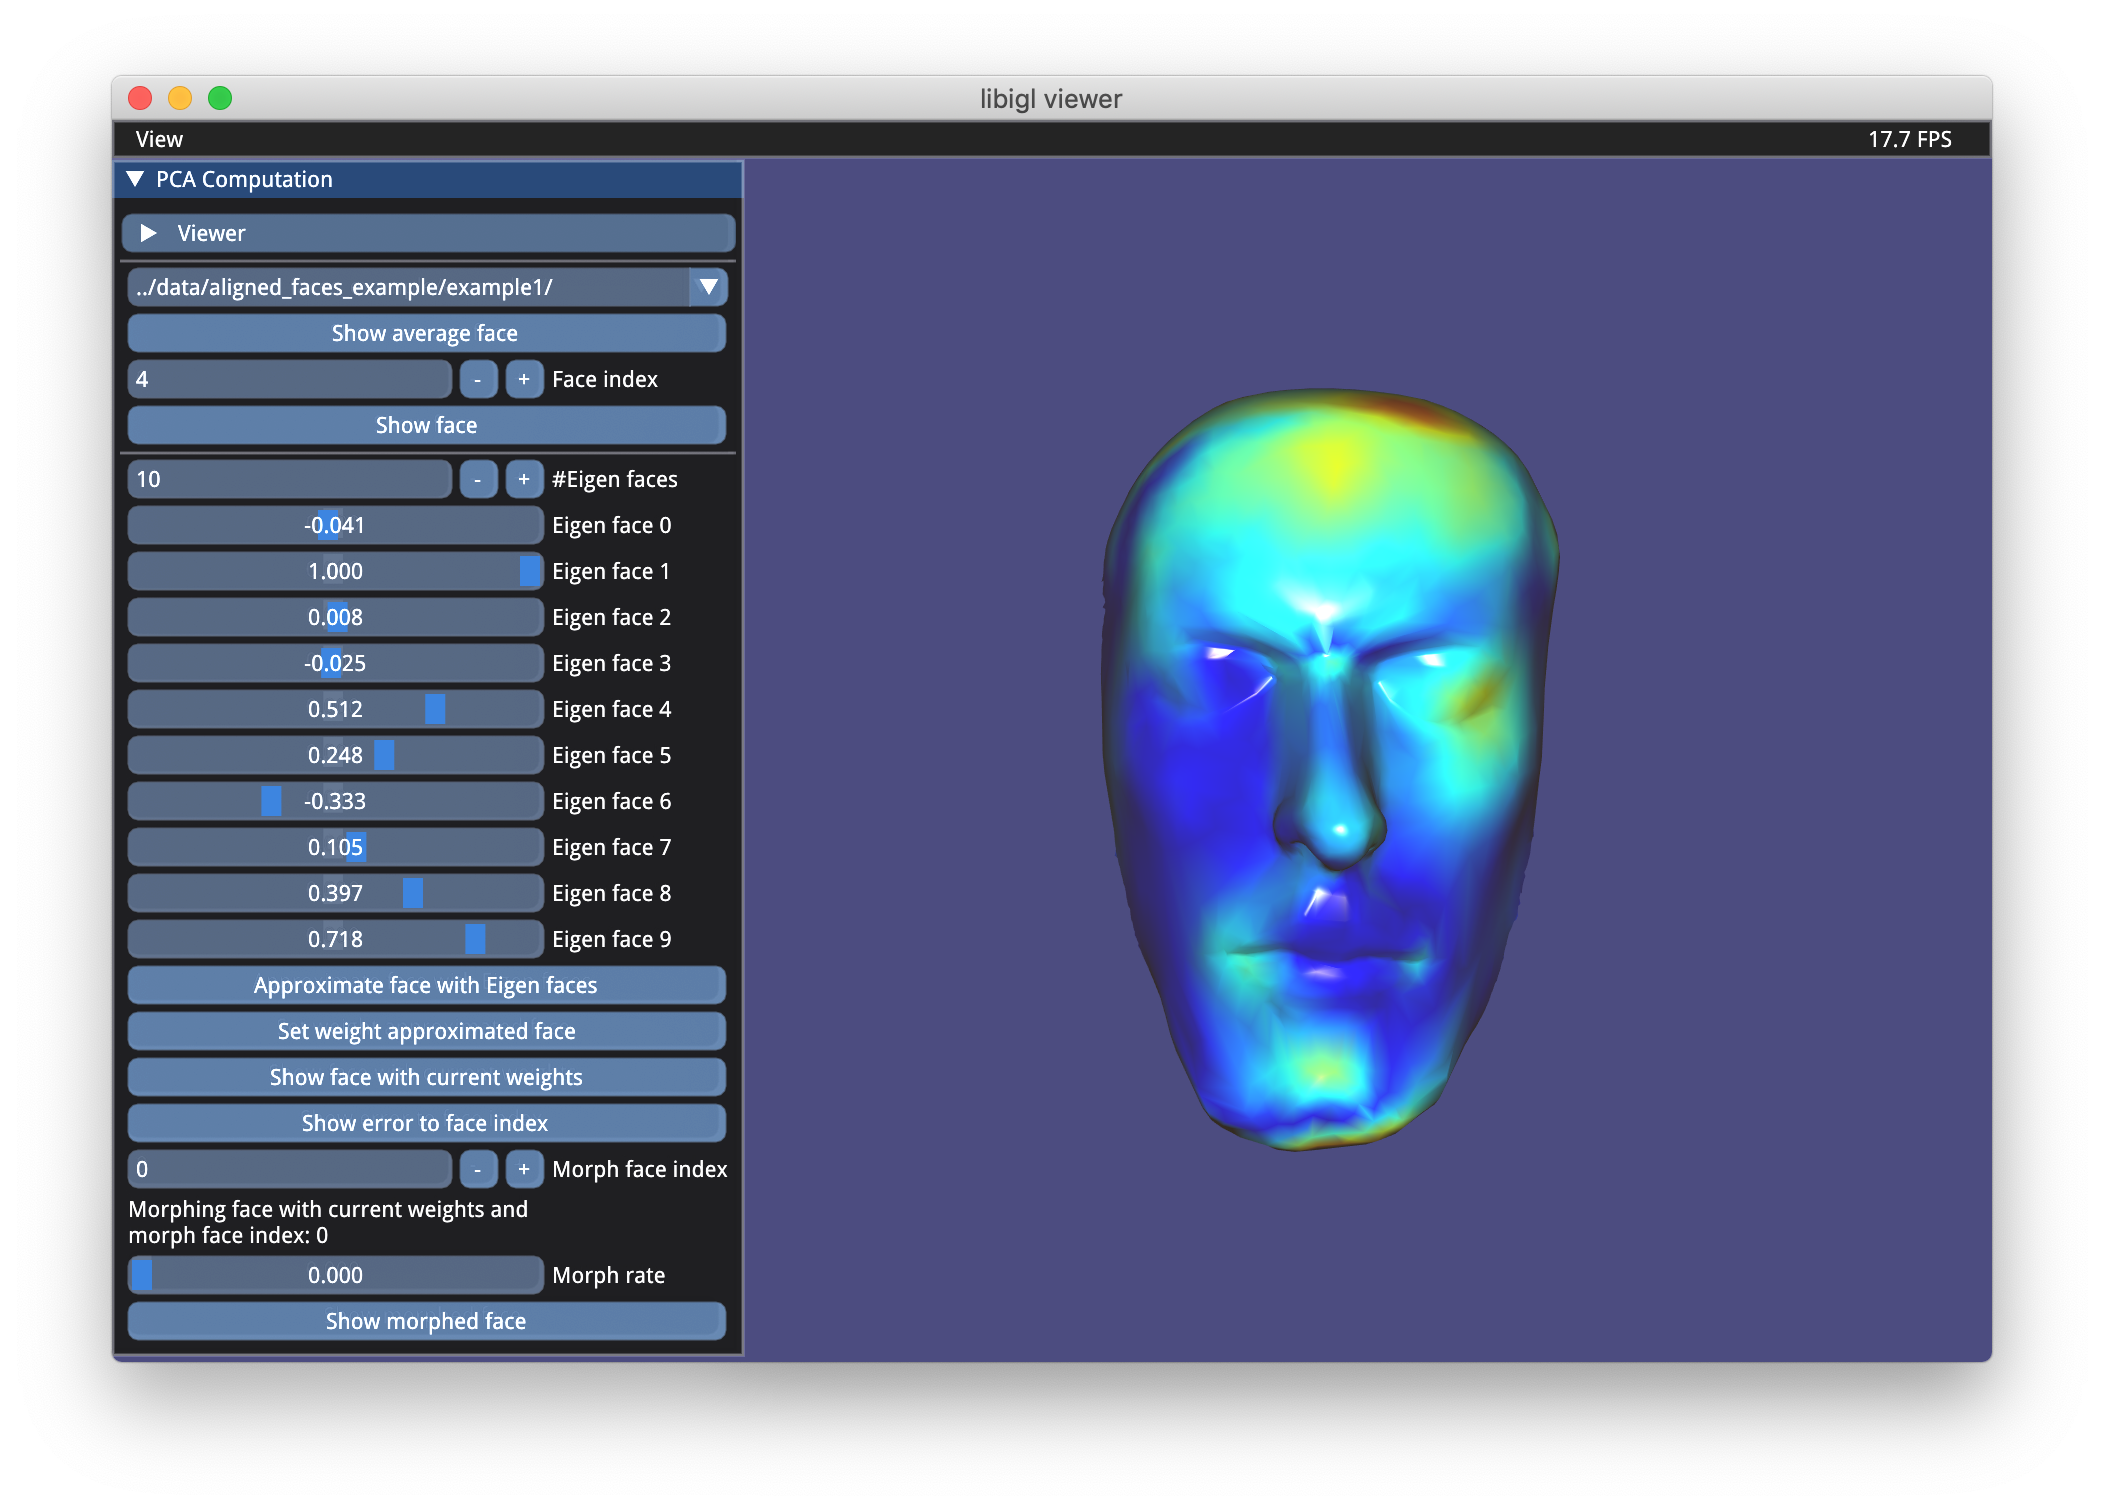 libigl viewer
View
17.7 FPS
PCA Computation
Viewer
../data/aligned_faces_example/example1/
Show average face
4 - + Face index
Show face
10 - + #Eigen faces
-0.041 Eigen face 0
1.000 Eigen face 1
0.008 Eigen face 2
-0.025 Eigen face 3
0.512 Eigen face 4
0.248 Eigen face 5
-0.333 Eigen face 6
0.105 Eigen face 7
0.397 Eigen face 8
0.718 Eigen face 9
Approximate face with Eigen faces
Set weight approximated face
Show face with current weights
Show error to face index
0 - + Morph face index
Morphing face with current weights and
morph face index: 0
0.000 Morph rate
Show morphed face